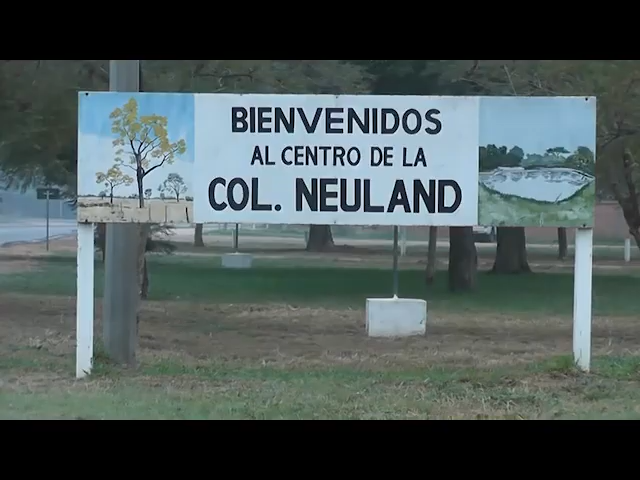 BIENVENIDOS
AL CENTRO DE LA
COL. NEULAND